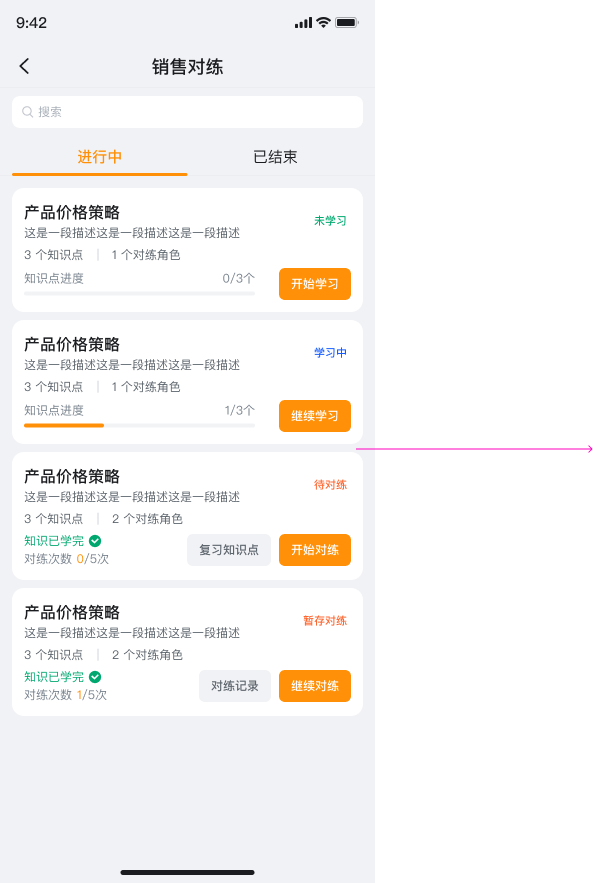 9:42
销售对练
搜索
进行中 已结束
产品价格策略
未学习
这是一段描述这是一段描述这是一段描述
3 个知识点 | 1 个对练角色
知识点进度 0/3个
开始学习
产品价格策略
学习中
这是一段描述这是一段描述这是一段描述
3 个知识点 | 1 个对练角色
知识点进度 1/3个
继续学习
产品价格策略
待对练
这是一段描述这是一段描述这是一段描述
3 个知识点 | 2 个对练角色
知识已学完
对练次数 0/5次
复习知识点 开始对练
产品价格策略
暂存对练
这是一段描述这是一段描述这是一段描述
3 个知识点 | 2 个对练角色
知识已学完
对练次数 1/5次
对练记录 继续对练